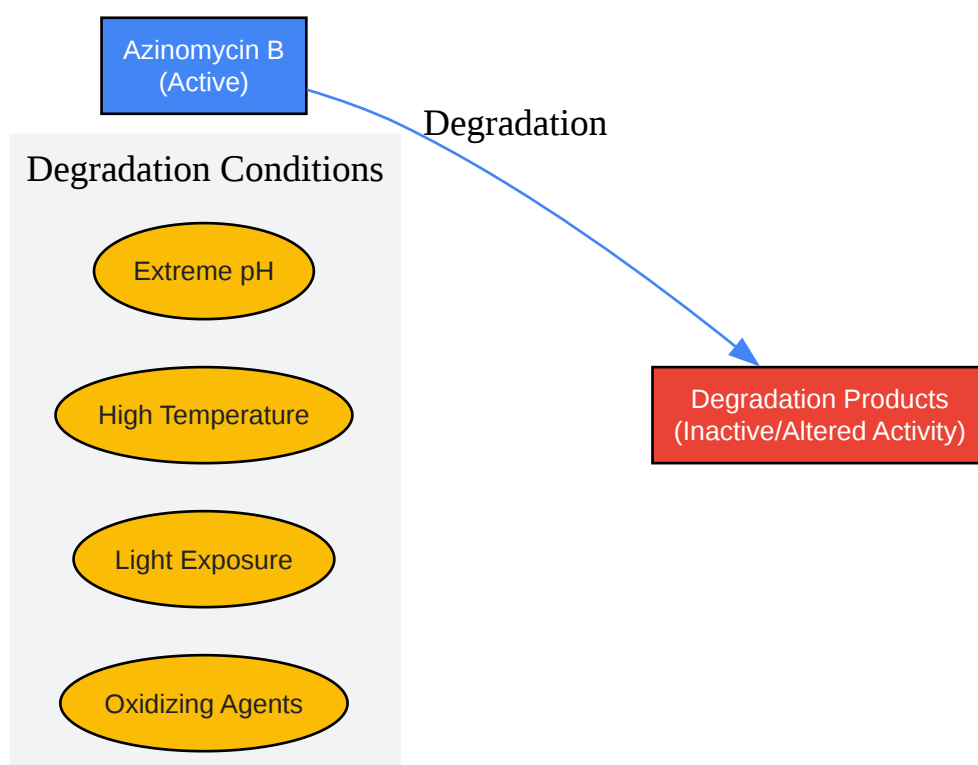 Azinomycin B
(Active)
Degradation
Degradation Conditions
Extreme pH
High Temperature
Degradation Products
(Inactive/Altered Activity)
Light Exposure
Oxidizing Agents